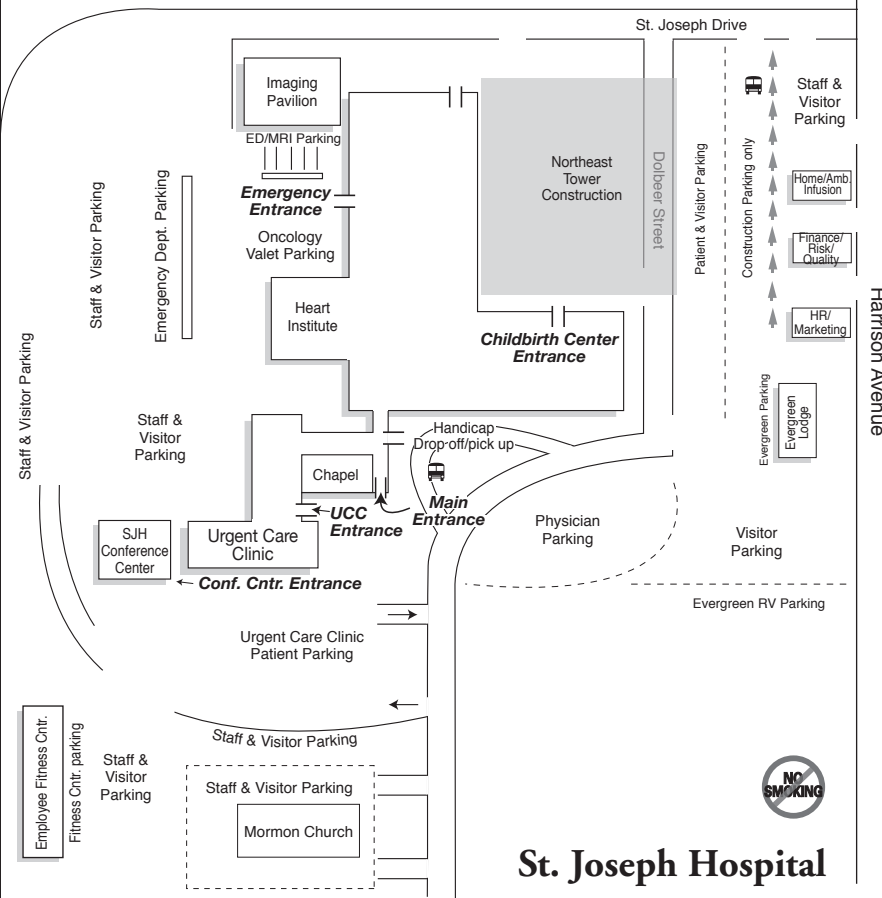 St. Joseph Drive
Imaging
Pavilion
ED/MRI Parking
Emergency
Entrance
Oncology
Valet Parking
Heart
Institute
Staff & Visitor Parking
Emergency Dept. Parking
Staff & Visitor Parking
Northeast
Tower
Construction
Dolbeer Street
Patient & Visitor Parking
Construction Parking only
Staff &
Visitor
Parking
Home/Amb.
Infusion
Finance/
Risk/
Quality
HR/
Marketing
Harrison Avenue
Childbirth Center
Entrance
Evergreen Parking
Evergreen
Lodge
Staff &
Visitor
Parking
Handicap
Drop-off/pick up
Chapel
Main
Entrance
UCC
Entrance
SJH
Conference
Center
Urgent Care
Clinic
Conf. Cntr. Entrance
Physician
Parking
Visitor
Parking
Evergreen RV Parking
Urgent Care Clinic
Patient Parking
Staff & Visitor Parking
Employee Fitness Cntr.
Fitness Cntr. parking
Staff &
Visitor
Parking
Staff & Visitor Parking
Mormon Church
NO
SMOKING
St. Joseph Hospital